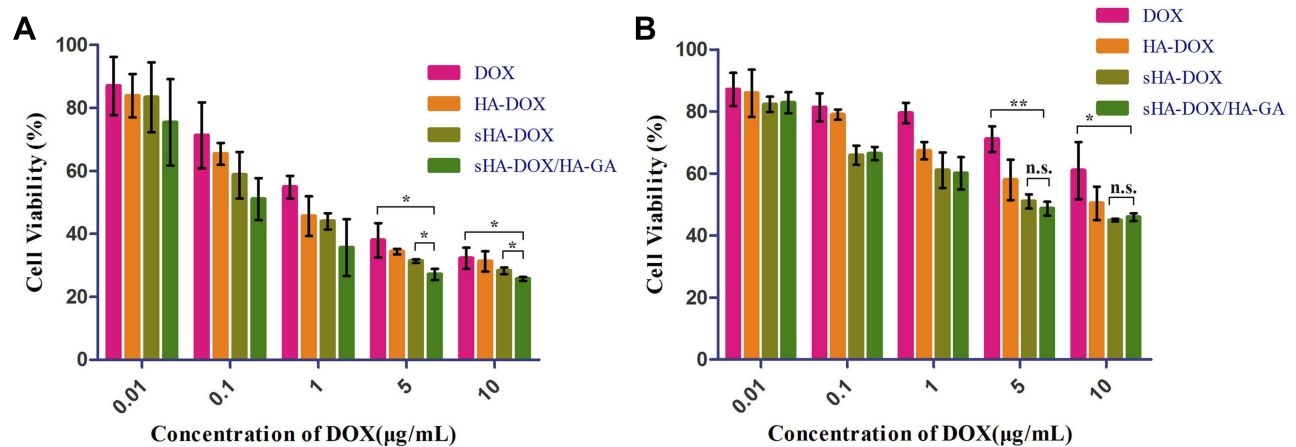 A
Cell Viability (%)
100
80
60
40
20
0
DOX
HA-DOX
sHA-DOX
sHA-DOX/HA-GA
*
*
*
*
0.01
0.1
1
5
10
Concentration of DOX(μg/mL)
B
Cell Viability (%)
100
80
60
40
20
0
DOX
HA-DOX
sHA-DOX
sHA-DOX/HA-GA
**
*
n.s.
n.s.
0.01
0.1
1
5
10
Concentration of DOX(μg/mL)